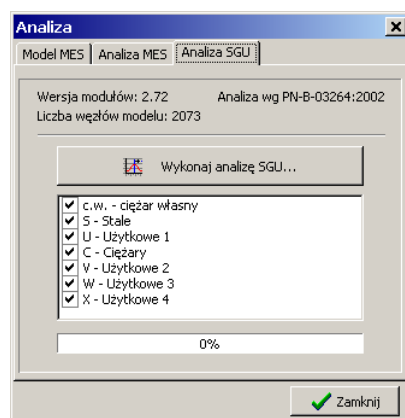 Analiza
Model MES Analiza MES Analiza SGU
Wersja modułów: 2.72 Analiza wg PN-B-03264:2002
Liczba węzłów modelu: 2073
Wykonaj analizę SGU...
c.w. - ciężar własny
S - Stałe
U - Użytkowe 1
C - Ciężary
V - Użytkowe 2
W - Użytkowe 3
X - Użytkowe 4
0%
Zamknij